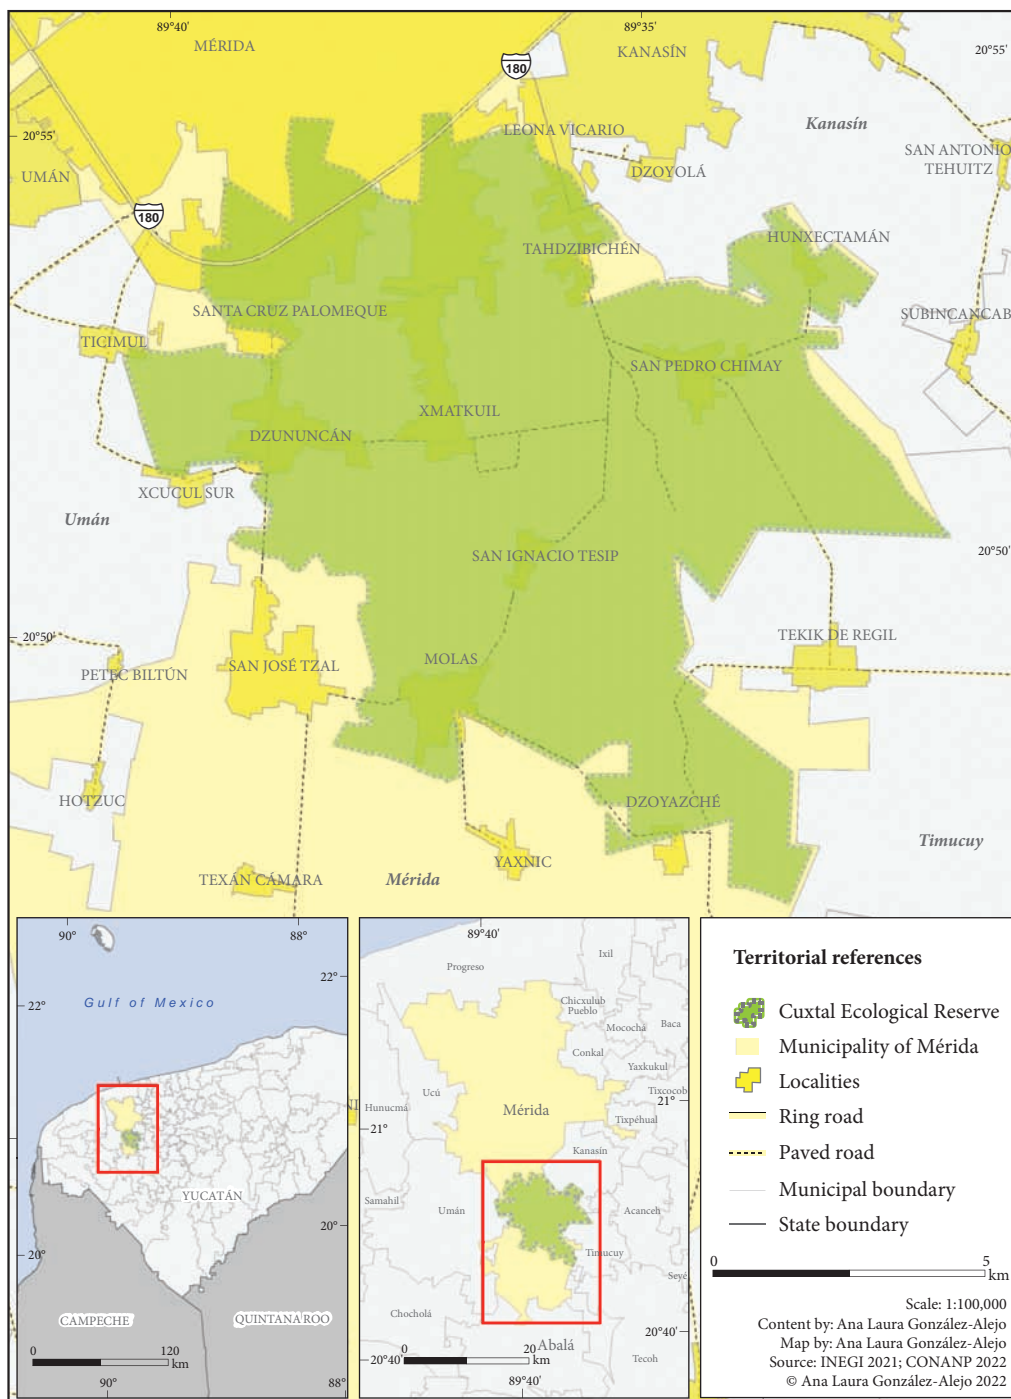 89°40'
89°35'
MÉRIDA
KANASÍN
20°55'
180
20°55'
LEONA VICARIO
Kanasín
SAN ANTONIO
TEHUITZ
UMÁN
DZOYOLÁ
180
TAHDZIBICHÉN
HUNXECTAMÁN
SANTA CRUZ PALOMEQUE
SUBINCANCAB
TICIMUL
SAN PEDRO CHIMAY
XMATKUIL
DZUNUNCÁN
XCUCUL SUR
Umán
SAN IGNACIO TESIP
20°50'
20°50'
TEKIK DE REGIL
MOLAS
SAN JOSÉ TZAL
PETEC BILTÚN
HOTZUC
DZOYAZCHÉ
Timucuy
YAXNIC
TEXÁN CÁMARA
Mérida
90°
88°
22°
Gulf of Mexico
22°
YUCATÁN
20°
20°
CAMPECHE
QUINTANA ROO
0
120
km
90°
88°
89°40'
Ixil
Progreso
Chicxulub
Pueblo
Mocochá
Baca
Conkal
Yaxkukul
Ucú
Tixcocob
Hunucmá
Mérida
21°
Tixpéhual
21°
Kanasín
Samahil
Umán
Acanceh
Timucuy
Seyé
Chocholá
Abalá
20°40'
Tecoh
20°40'
0
20
km
89°40'
Territorial references
Cuxtal Ecological Reserve
Municipality of Mérida
Localities
Ring road
Paved road
Municipal boundary
State boundary
0
5
km
Scale: 1:100,000
Content by: Ana Laura González-Alejo
Map by: Ana Laura González-Alejo
Source: INEGI 2021; CONANP 2022
© Ana Laura González-Alejo 2022